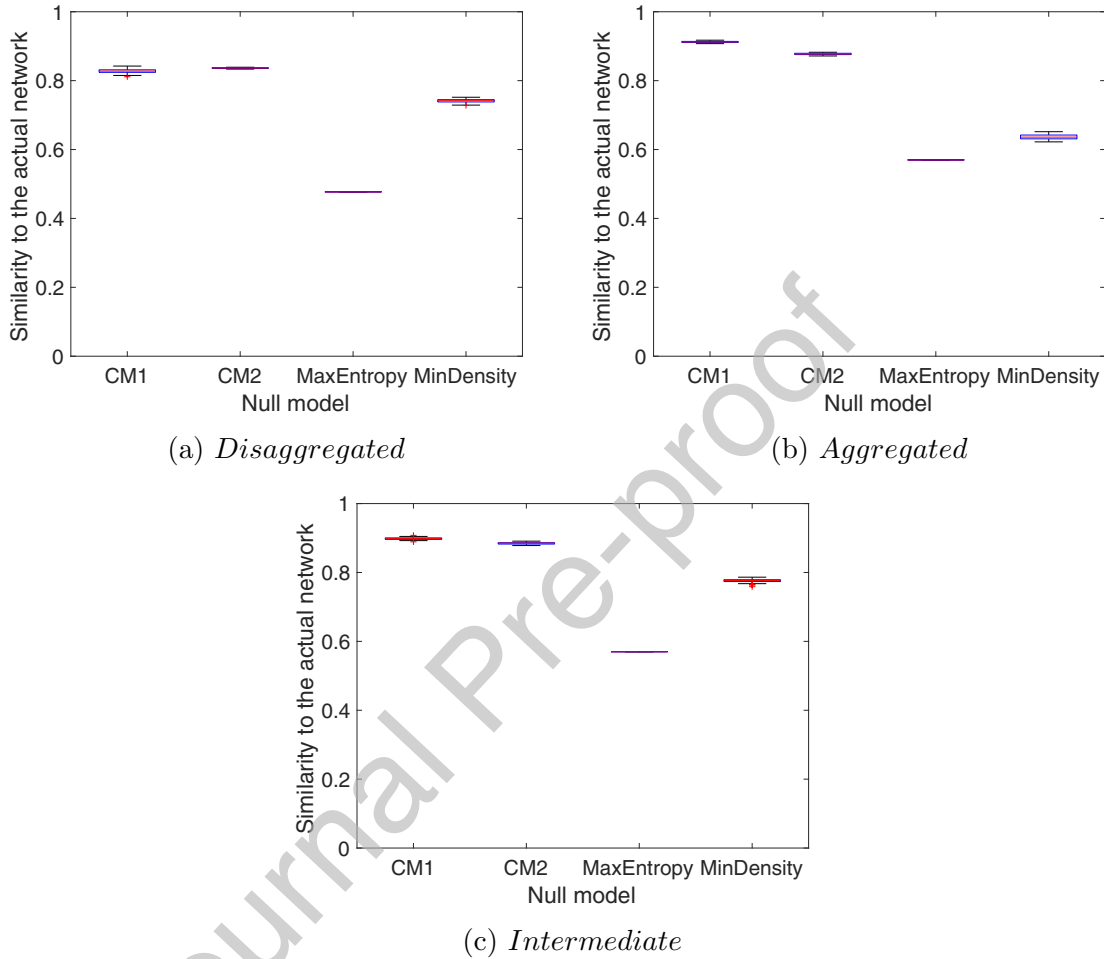 1
0.8
0.6
0.4
0.2
0
Similarity to the actual network
CM1 CM2 MaxEntropy MinDensity
Null model
(a) Disaggregated
1
0.8
0.6
0.4
0.2
0
Similarity to the actual network
CM1 CM2 MaxEntropy MinDensity
Null model
(b) Aggregated
1
0.8
0.6
0.4
0.2
0
Similarity to the actual network
CM1 CM2 MaxEntropy MinDensity
Null model
(c) Intermediate
urnal Pre-proof